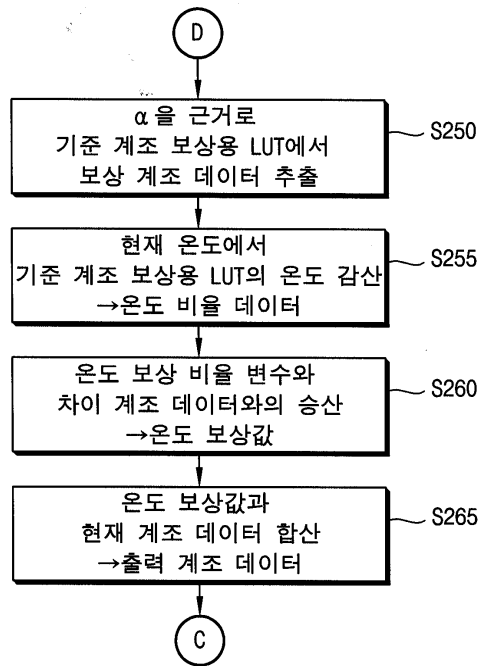 D
α을 근거로
기준 계조 보상용 LUT에서
보상 계조 데이터 추출
S250
현재 온도에서
기준 계조 보상용 LUT의 온도 감산
→온도 비율 데이터
S255
온도 보상 비율 변수와
차이 계조 데이터와의 승산
→온도 보상값
S260
온도 보상값과
현재 계조 데이터 합산
→출력 계조 데이터
S265
C